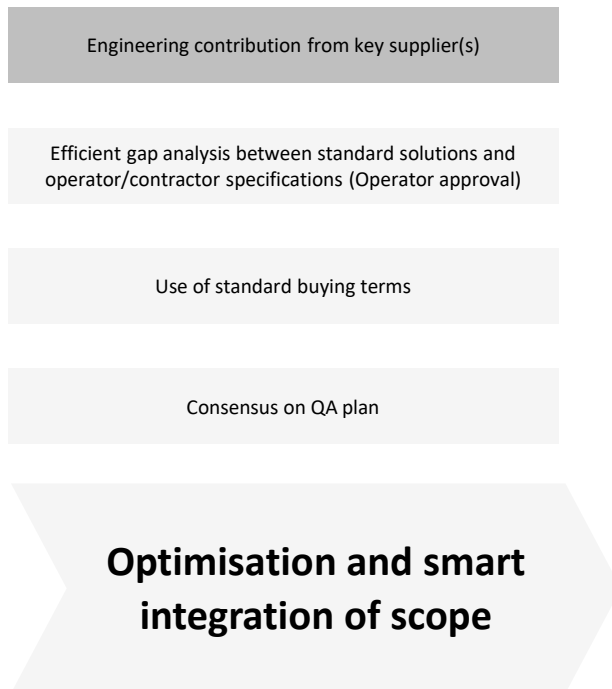 Engineering contribution from key supplier(s)
Efficient gap analysis between standard solutions and
operator/contractor specifications (Operator approval)
Use of standard buying terms
Consensus on QA plan
Optimisation and smart
integration of scope